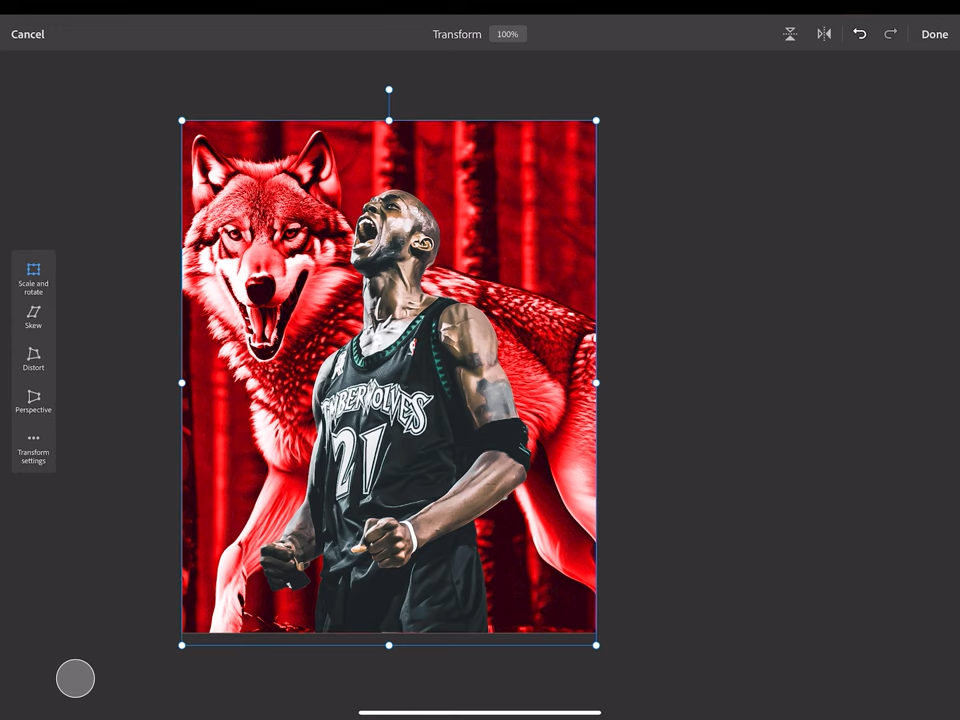 Cancel
Transform 100%
Done
Scale and
rotate
Skew
Distort
Perspective
Transform
settings
TIMBERWOLVES
21